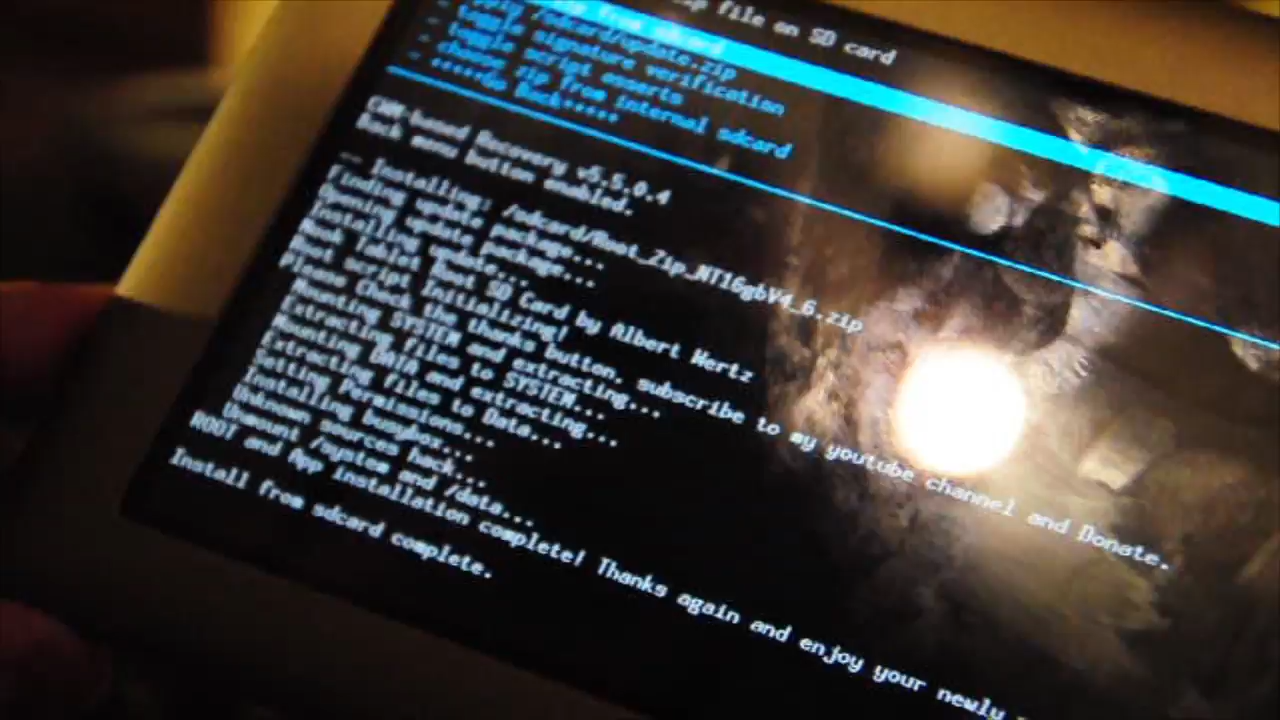 zip file on SD card
from sdcard
- apply /sdcard/update.zip
- toggle signature verification
- toggle script asserts
- choose zip from internal sdcard
- +++++Go Back+++++
CWM-based Recovery v5.5.0.4
Back menu button enabled.
-- Installing: /sdcard/Root_Zip_NT16gbV4_6.zip
Finding update package...
Opening update package...
Installing update...
Nook Tablet Root SD Card by Albert Wertz
Root script Initializing!
Please Check the thanks button, subscribe to my youtube channel and Donate.
Mounting SYSTEM and extracting...
Extracting files to SYSTEM...
Mounting DATA and extracting...
Extracting files to Data...
Setting Permissions...
Installing busybox...
Unknown sources hack...
Unmount /system and /data...
ROOT and App installation complete! Thanks again and enjoy your newly
Install from sdcard complete.